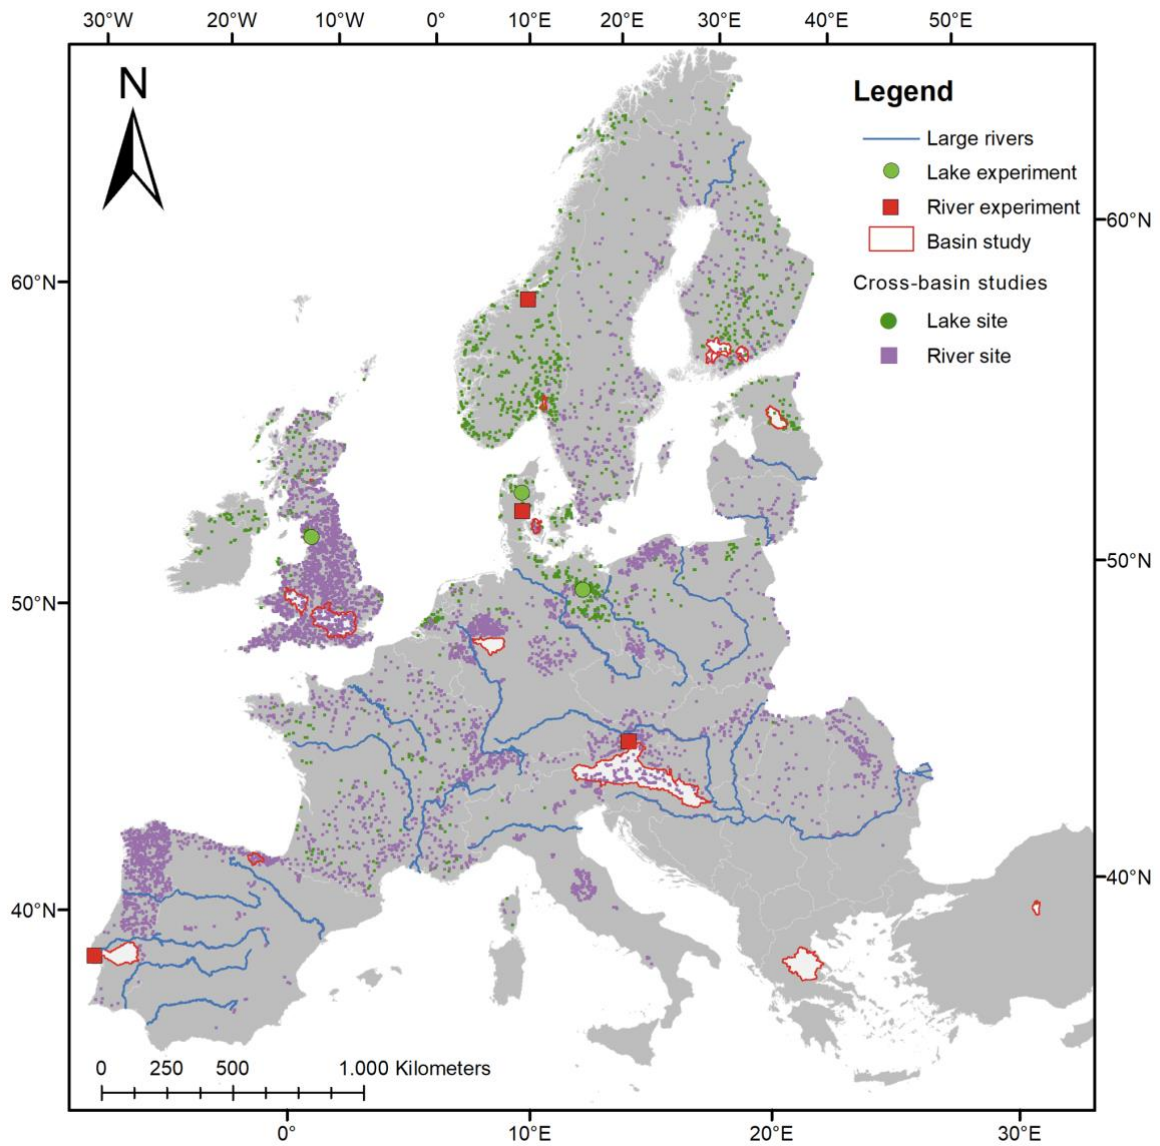 30°W 20°W 10°W 0° 10°E 20°E 30°E 40°E 50°E
N
Legend
Large rivers
Lake experiment
River experiment
Basin study
Cross-basin studies
Lake site
River site
60°N
60°N
50°N
50°N
40°N
40°N
0 250 500 1.000 Kilometers
0° 10°E 20°E 30°E